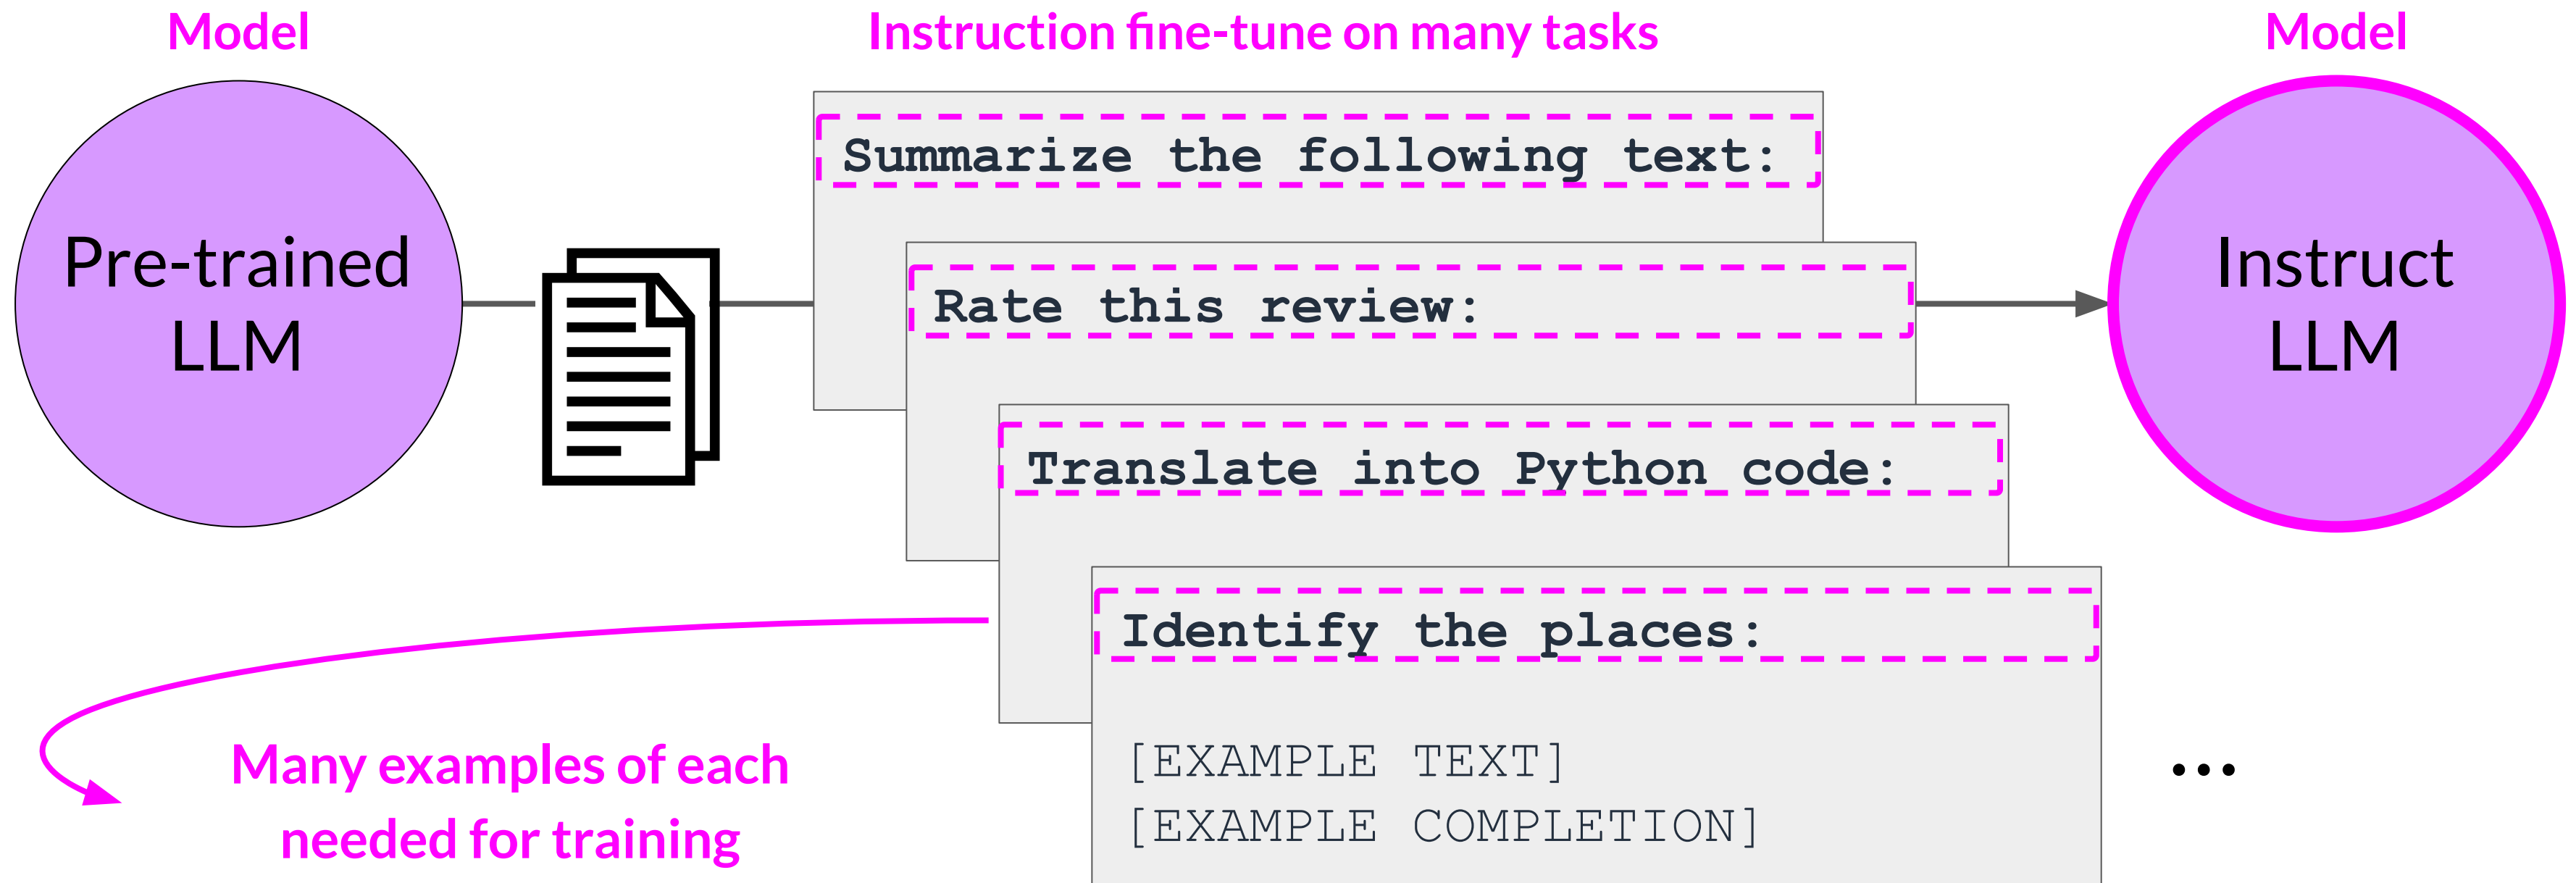 Model
Instruction fine-tune on many tasks
Model
Pre-trained
LLM
Summarize the following text:
Rate this review:
Translate into Python code:
Identify the places:
[EXAMPLE TEXT]
[EXAMPLE COMPLETION]
Instruct
LLM
...
Many examples of each
needed for training